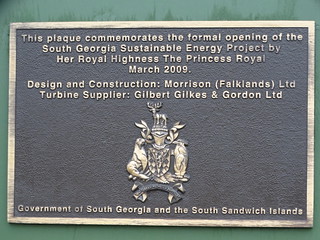 This plaque commemorates the formal opening of the
South Georgia Sustainable Energy Project by
Her Royal Highness The Princess Royal
March 2009.
Design and Construction: Morrison (Falklands) Ltd
Turbine Supplier: Gilbert Gilkes & Gordon Ltd
Government of South Georgia and the South Sandwich Islands